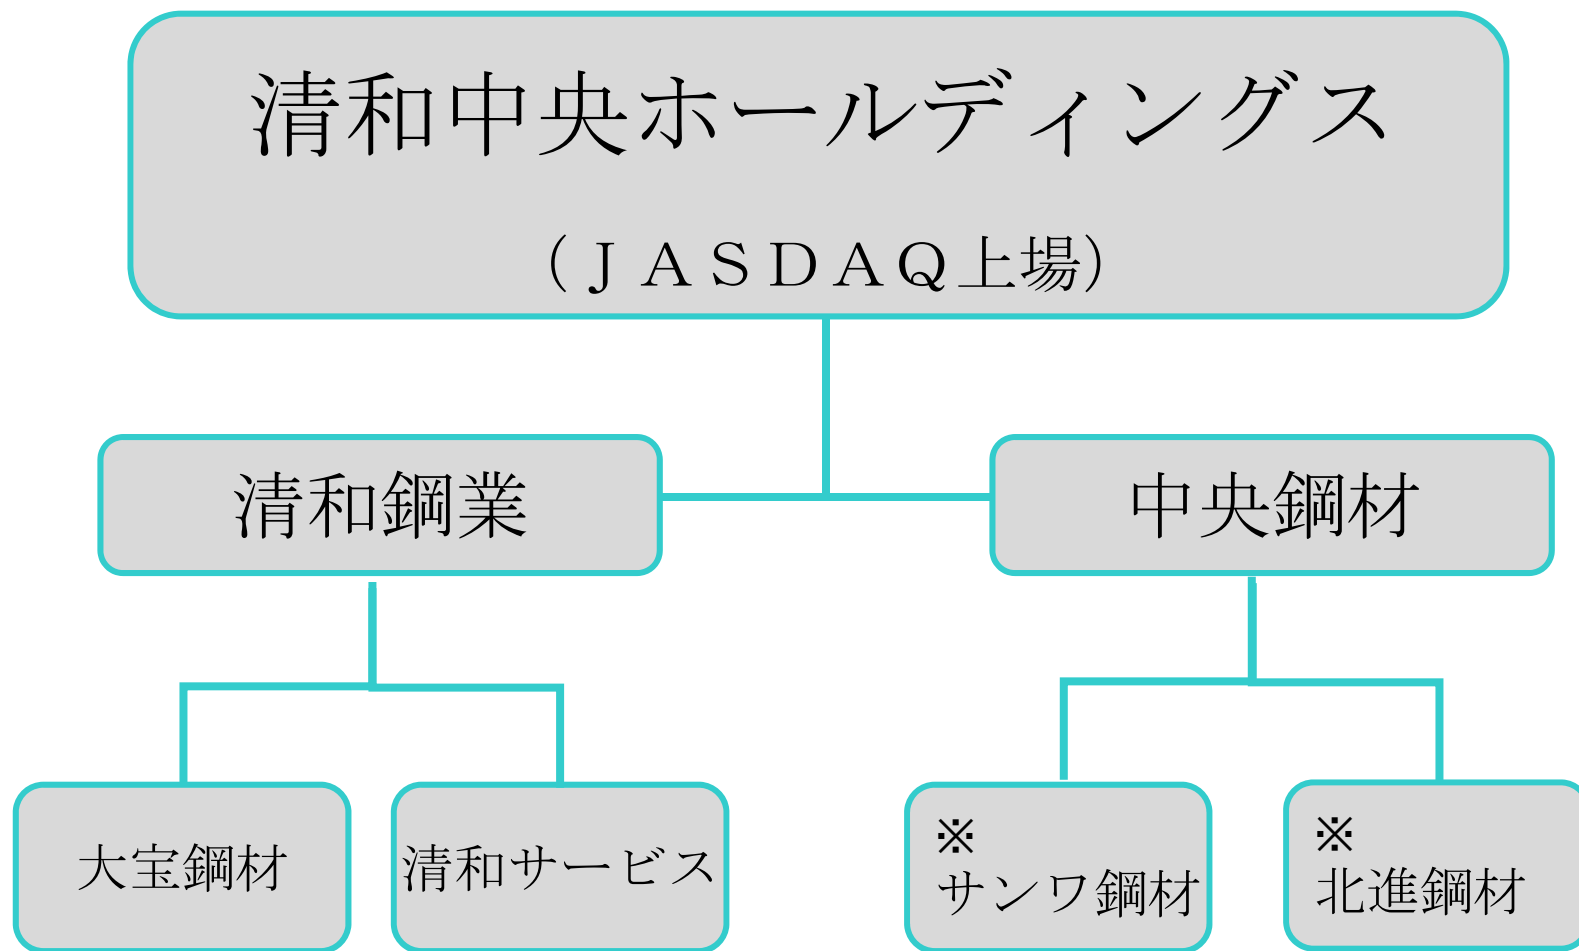 清和中央ホールディングス
（ＪＡＳＤＡＱ上場）
清和鋼業
中央鋼材
大宝鋼材
清和サービス
※
サンワ鋼材
※
北進鋼材